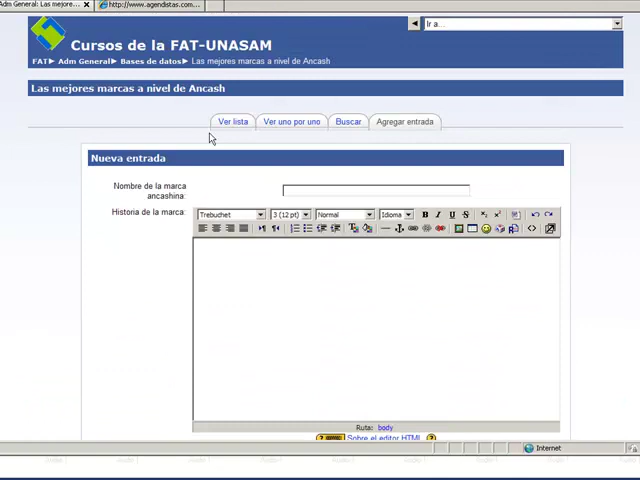 Adm General: Las mejores...
http://www.agendistas.com...
Cursos de la FAT-UNASAM
Ir a...
FAT ► Adm General ► Bases de datos ► Las mejores marcas a nivel de Ancash
Las mejores marcas a nivel de Ancash
Ver lista
Ver uno por uno
Buscar
Agregar entrada
Nueva entrada
Nombre de la marca
ancashina:
Historia de la marca:
Trebuchet
3 (12 pt)
Normal
Idioma
B I U S
Ruta: body
Sobre el editor HTML
Internet